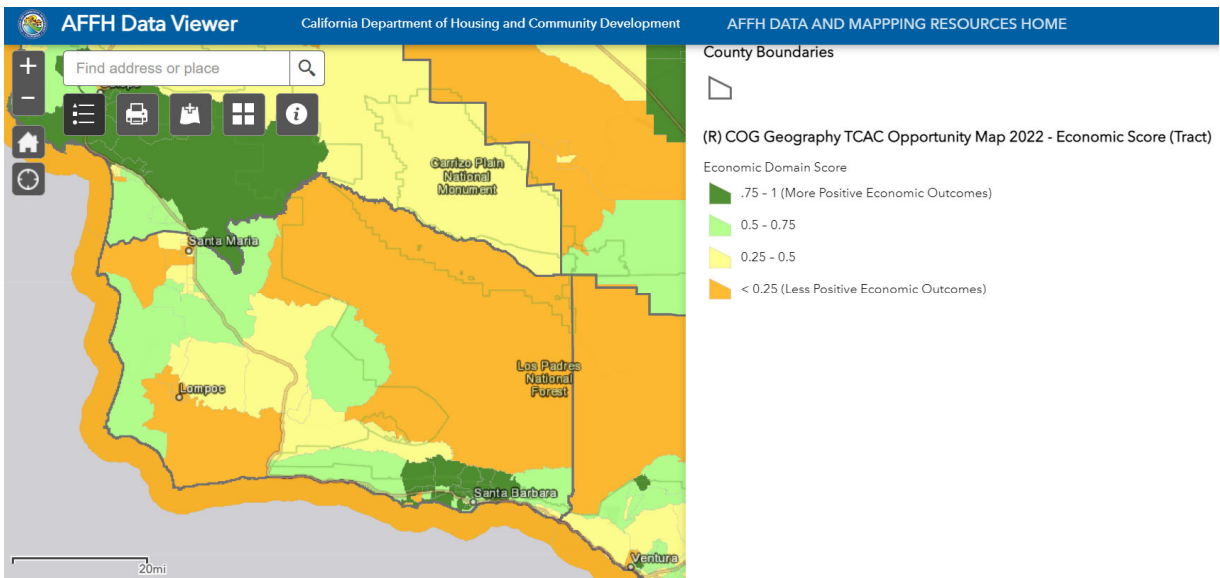 AFFH Data Viewer
California Department of Housing and Community Development
AFFH DATA AND MAPPPING RESOURCES HOME
Find address or place
Carrizo Plain
National
Monument
Santa Maria
Lompoc
Los Padres
National
Forest
Santa Barbara
Ventura
20mi
County Boundaries
(R) COG Geography TCAC Opportunity Map 2022 - Economic Score (Tract)
Economic Domain Score
.75 - 1 (More Positive Economic Outcomes)
0.5 - 0.75
0.25 - 0.5
< 0.25 (Less Positive Economic Outcomes)